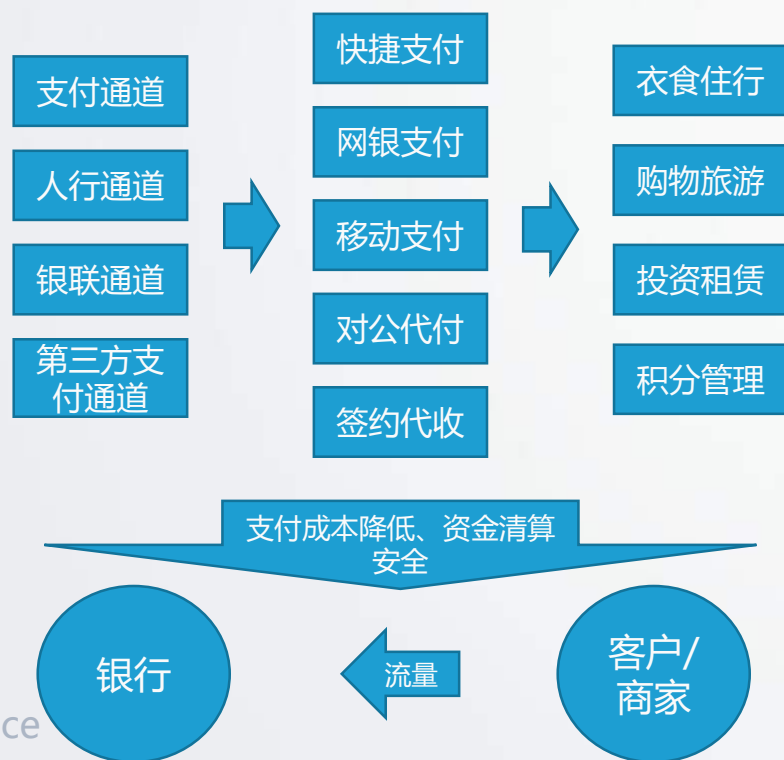 支付通道
人行通道
银联通道
第三方支
付通道
快捷支付
网银支付
移动支付
对公代付
签约代收
衣食住行
购物旅游
投资租赁
积分管理
支付成本降低、资金清算
安全
银行
流量
客户/
商家
ce